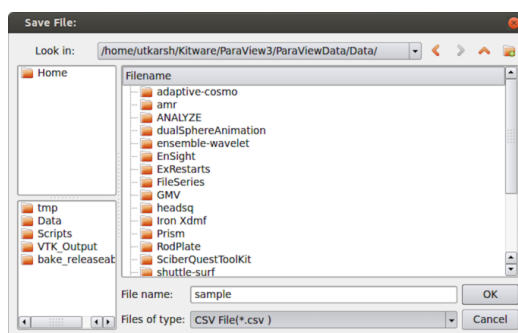 Save File:
Look in: /home/utkarsh/Kitware/ParaView3/ParaViewData/Data/
Home
Filename
adaptive-cosmo
amr
ANALYZE
dualSphereAnimation
ensemble-wavelet
EnSight
ExRestarts
FileSeries
GMV
headsq
Iron Xdmf
Prism
RodPlate
SciberQuestToolKit
shuttle-surf
tmp
Data
Scripts
VTK_Output
bake_releaseab
File name: sample OK
Files of type: CSV File(*.csv ) Cancel